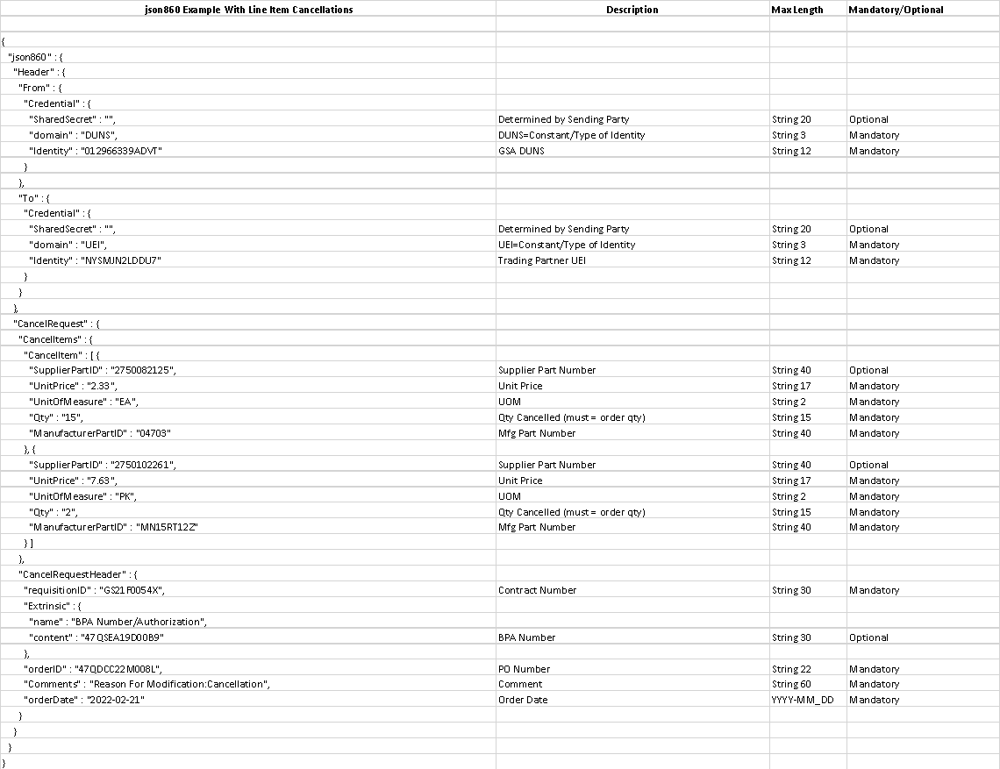 json860 Example With Line Item Cancellations Description Max Length Mandatory/Optional
{
"json860" : {
"Header" : {
"From" : {
"Credential" : {
"SharedSecret" : "", Determined by Sending Party String 20 Optional
"domain" : "DUNS", DUNS=Constant/Type of Identity String 3 Mandatory
"Identity" : "012966339ADVT" GSA DUNS String 12 Mandatory
}
},
"To" : {
"Credential" : {
"SharedSecret" : "", Determined by Sending Party String 20 Optional
"domain" : "UEI", UEI=Constant/Type of Identity String 3 Mandatory
"Identity" : "NYSMJN2LDDU7" Trading Partner UEI String 12 Mandatory
}
}
},
"CancelRequest" : {
"CancelItems" : {
"CancelItem" : [ {
"SupplierPartID" : "2750082125", Supplier Part Number String 40 Optional
"UnitPrice" : "2.33", Unit Price String 17 Mandatory
"UnitOfMeasure" : "EA", UOM String 2 Mandatory
"Qty" : "15", Qty Cancelled (must = order qty) String 15 Mandatory
"ManufacturerPartID" : "04703" Mfg Part Number String 40 Mandatory
}, {
"SupplierPartID" : "2750102261", Supplier Part Number String 40 Optional
"UnitPrice" : "7.63", Unit Price String 17 Mandatory
"UnitOfMeasure" : "PK", UOM String 2 Mandatory
"Qty" : "2", Qty Cancelled (must = order qty) String 15 Mandatory
"ManufacturerPartID" : "MN15RT12Z" Mfg Part Number String 40 Mandatory
} ]
},
"CancelRequestHeader" : {
"requisitionID" : "GS21F0054X", Contract Number String 30 Mandatory
"Extrinsic" : {
"name" : "BPA Number/Authorization",
"content" : "47QSEA19D00B9" BPA Number String 30 Optional
},
"orderID" : "47QDCC22M008L", PO Number String 22 Mandatory
"Comments" : "Reason For Modification:Cancellation", Comment String 60 Mandatory
"orderDate" : "2022-02-21" Order Date YYYY-MM_DD Mandatory
}
}
}
}